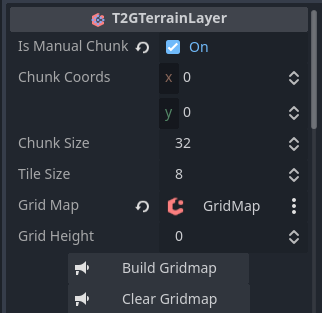 T2GTerrainLayer
Is Manual Chunk On
Chunk Coords x 0
y 0
Chunk Size 32
Tile Size 8
Grid Map GridMap
Grid Height 0
Build Gridmap
Clear Gridmap